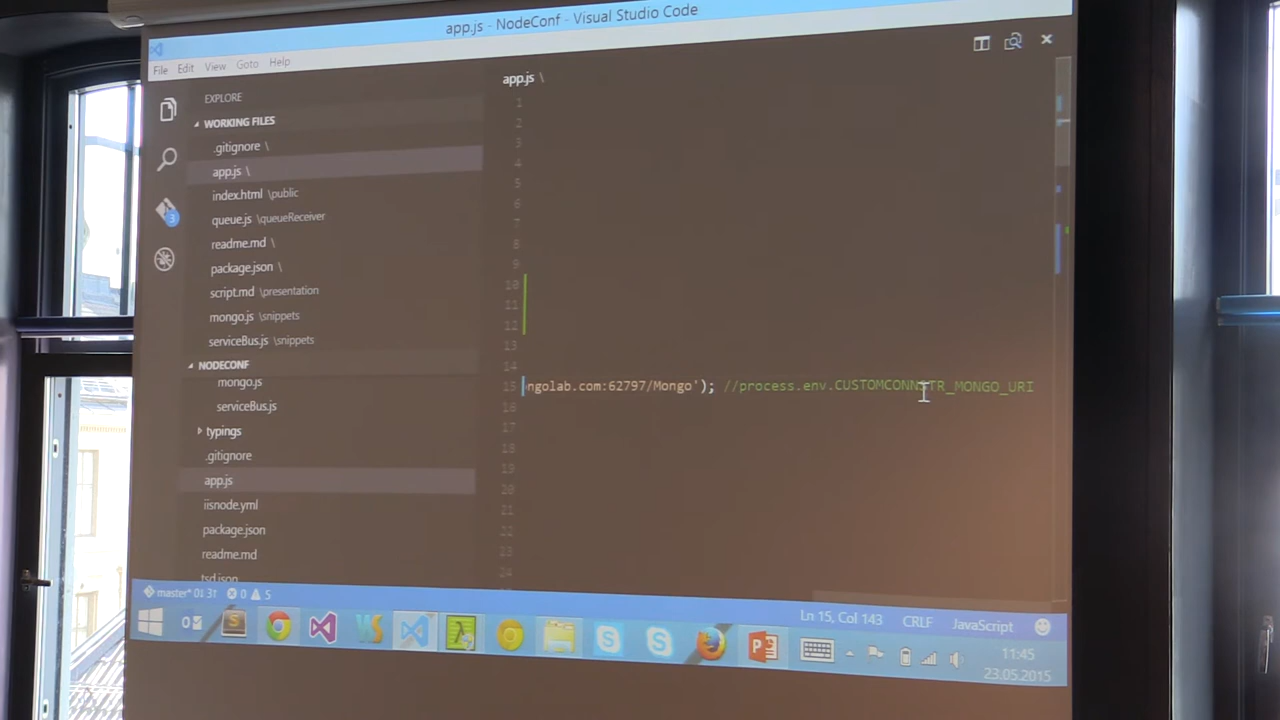 app.js - NodeConf - Visual Studio Code
File Edit View Goto Help
EXPLORE
WORKING FILES
.gitignore \
app.js \
index.html \public
queue.js \queueReceiver
readme.md \
package.json \
script.md \presentation
mongo.js \snippets
serviceBus.js \snippets
NODECONF
mongo.js
serviceBus.js
typings
.gitignore
app.js
iisnode.yml
package.json
readme.md
tsd.json
3
app.js \
1
2
3
4
5
6
7
8
9
10
11
12
13
14
15 ngolab.com:62797/Mongo'); //process.env.CUSTOMCONNSTR_MONGO_URI
16
17
18
19
20
21
22
23
24
master* 0 5
Ln 15, Col 143 CRLF JavaScript
11:45
23.05.2015